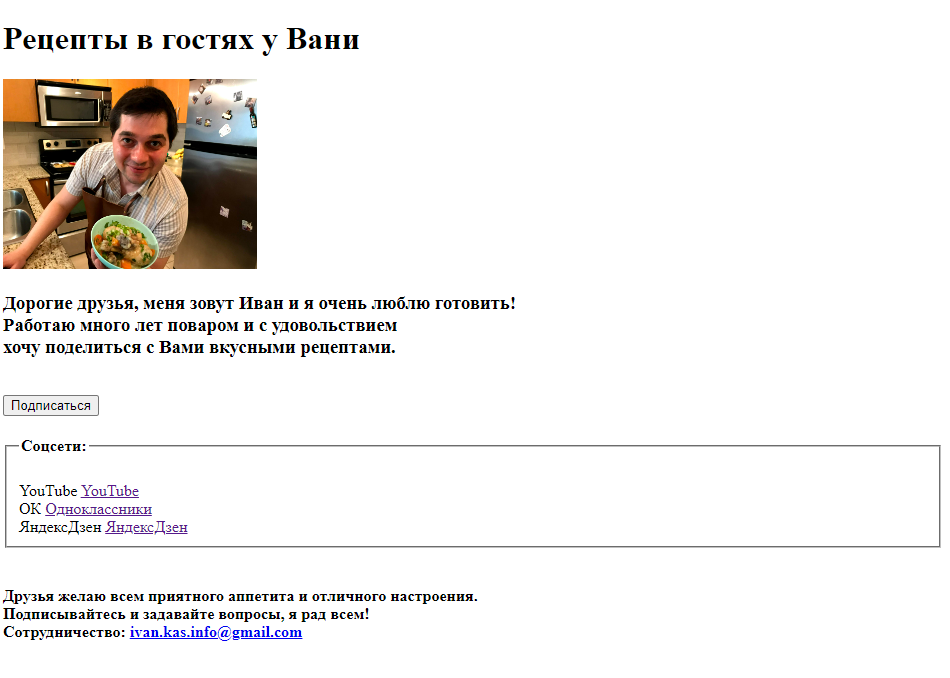 Рецепты в гостях у Вани
Дорогие друзья, меня зовут Иван и я очень люблю готовить!
Работаю много лет поваром и с удовольствием
хочу поделиться с Вами вкусными рецептами.
Подписаться
Соцсети:
YouTube YouTube
ОК Одноклассники
ЯндексДзен ЯндексДзен
Друзья желаю всем приятного аппетита и отличного настроения.
Подписывайтесь и задавайте вопросы, я рад всем!
Сотрудничество: ivan.kas.info@gmail.com